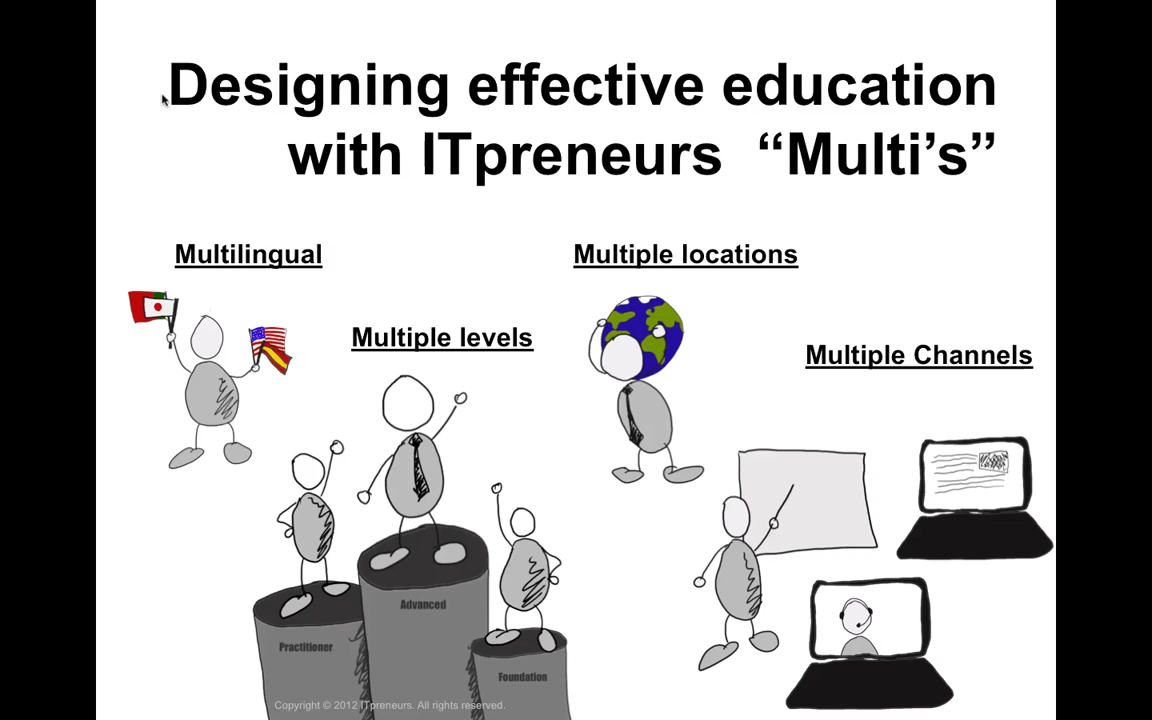 Designing effective education
with ITpreneurs “Multi’s”
Multilingual
Multiple locations
Multiple levels
Multiple Channels
Advanced
Practitioner
Foundation
Copyright © 2012 ITpreneurs. All rights reserved.